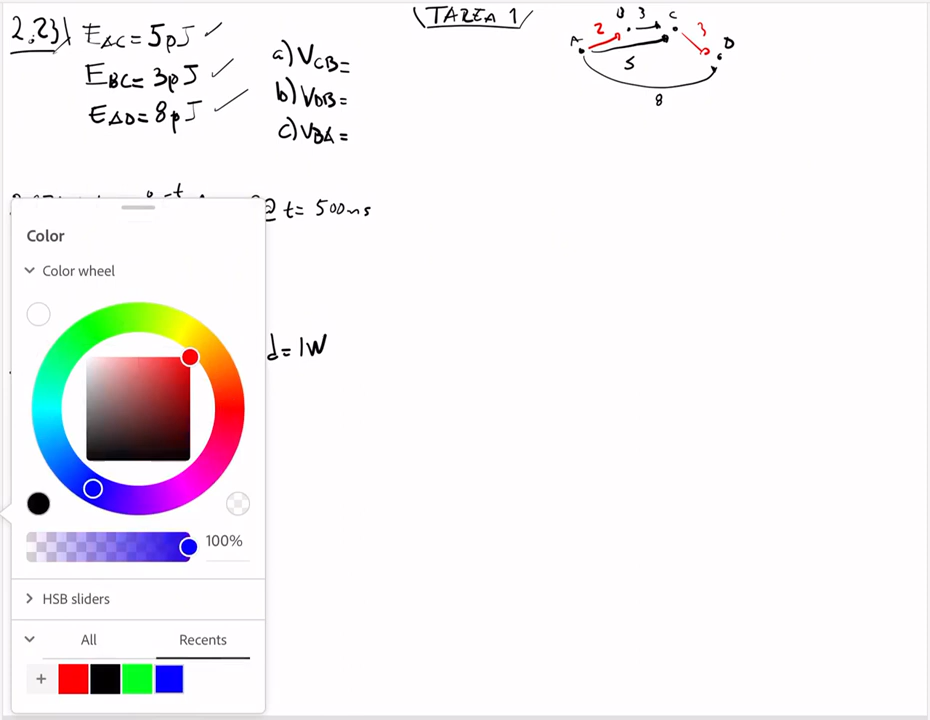 TAREA 1
2.23) EAC = 5pJ ✓
EBC = 3pJ ✓
EAD = 8pJ ✓
a) VCB =
b) VDB =
c) VBA =
A 2 B 3 C 3 D
5
8
@ t = 500ns
d = 1W
Color
Color wheel
100%
HSB sliders
All Recents
+